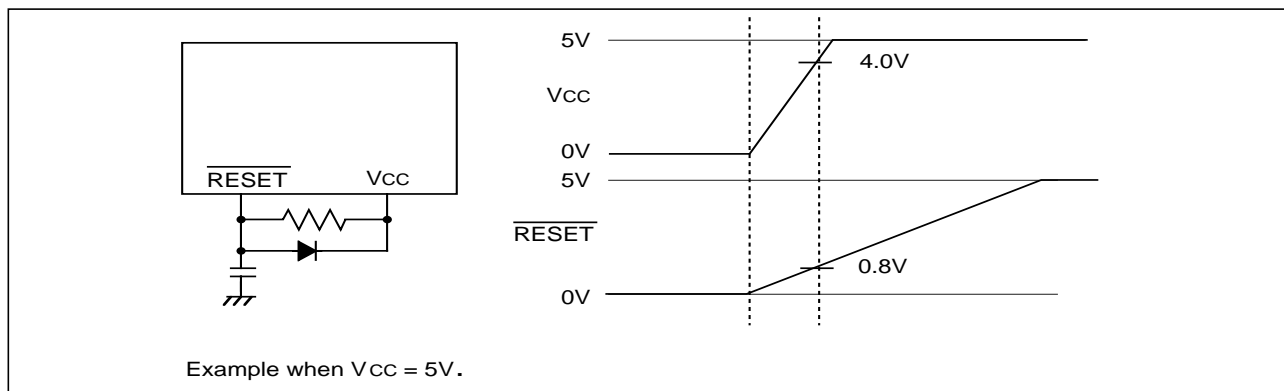 RESET VCC
Example when VCC = 5V.
5V
4.0V
VCC
0V
5V
RESET
0.8V
0V